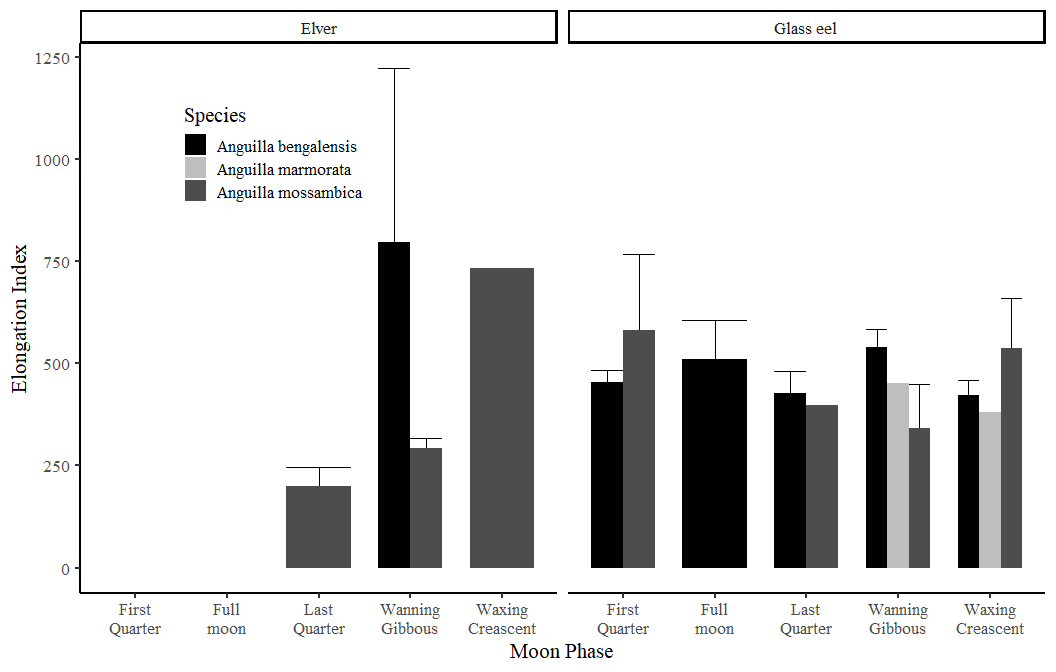 Elver
Glass eel
Elongation Index
1250
1000
750
500
250
0
Species
Anguilla bengalensis
Anguilla marmorata
Anguilla mossambica
First
Quarter
Full
moon
Last
Quarter
Wanning
Gibbous
Waxing
Creascent
First
Quarter
Full
moon
Last
Quarter
Wanning
Gibbous
Waxing
Creascent
Moon Phase